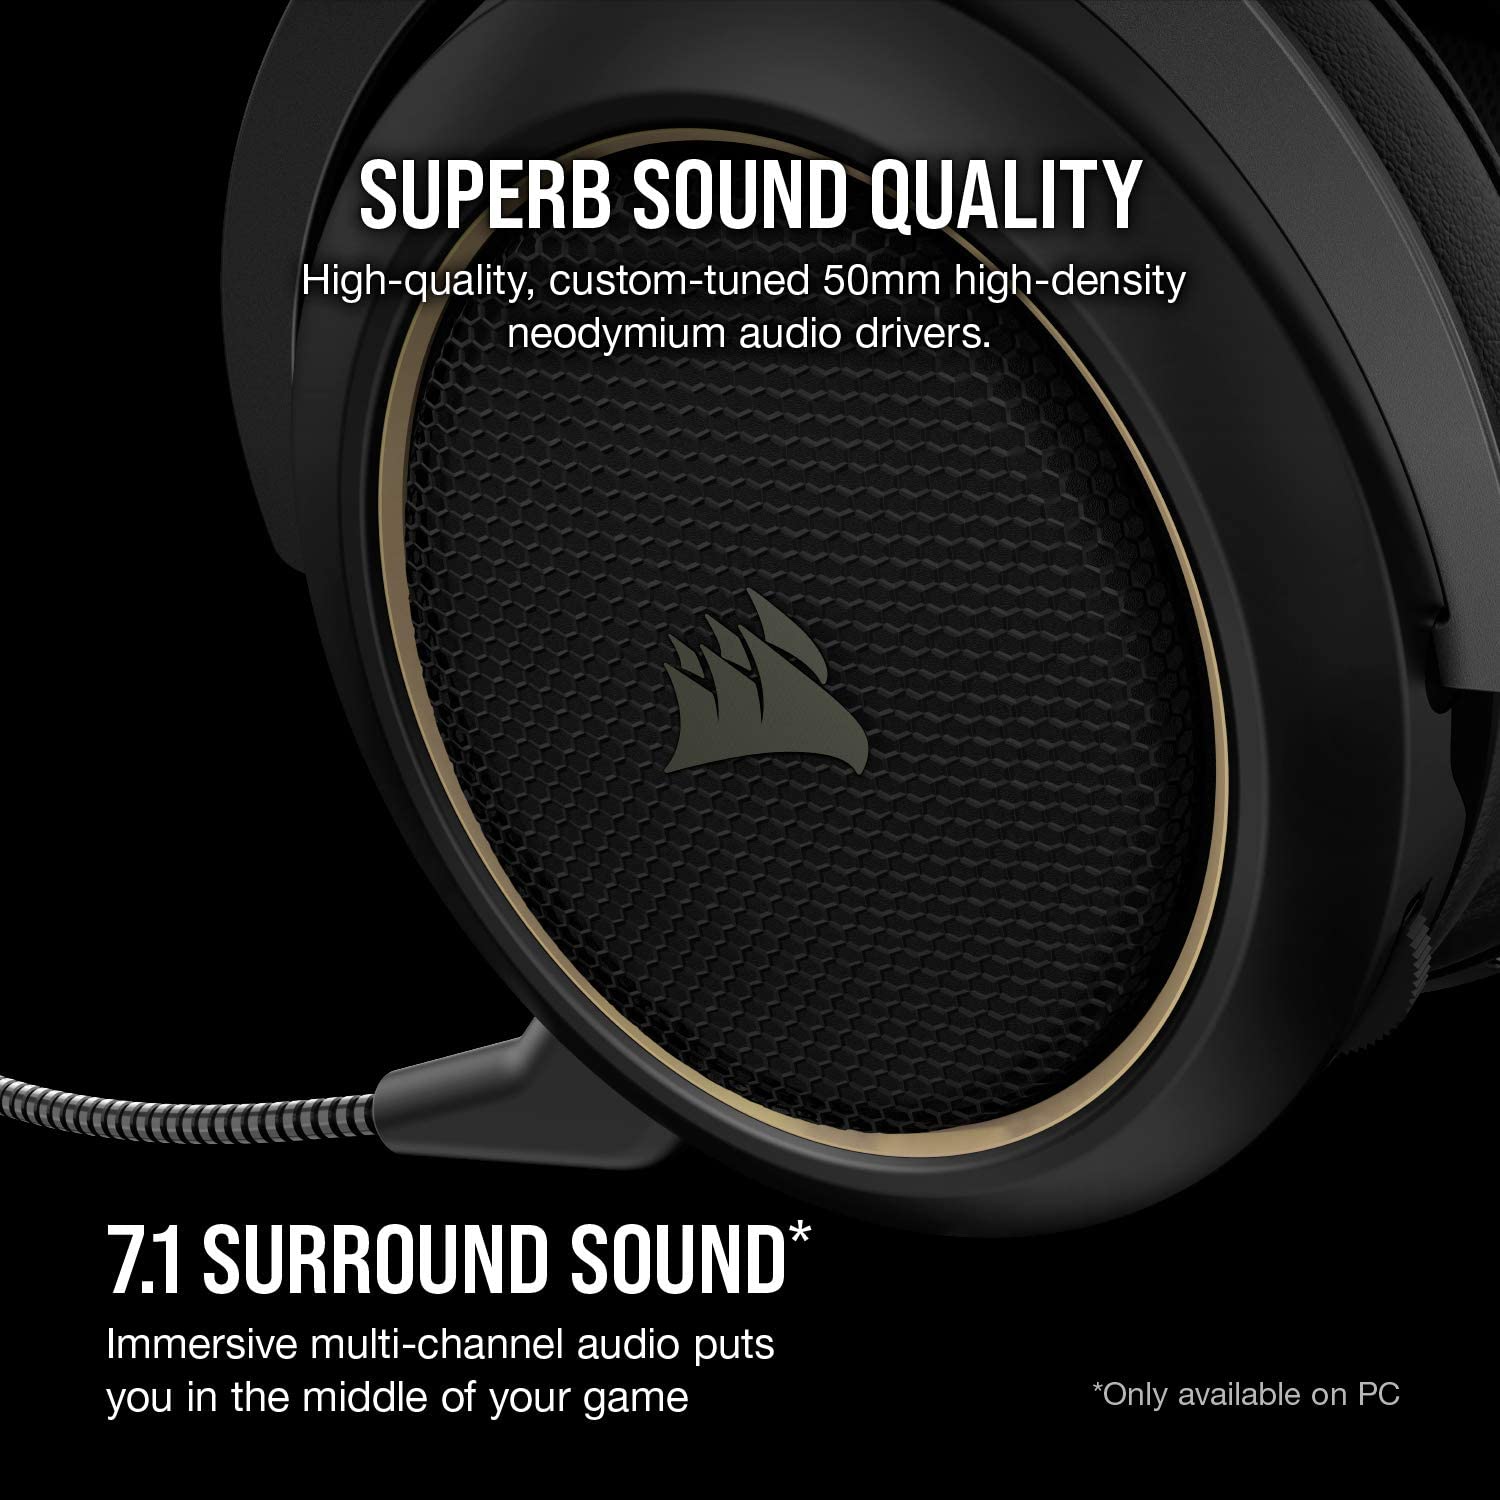 SUPERB SOUND QUALITY
High-quality, custom-tuned 50mm high-density
neodymium audio drivers.
7.1 SURROUND SOUND*
Immersive multi-channel audio puts
you in the middle of your game
*Only available on PC